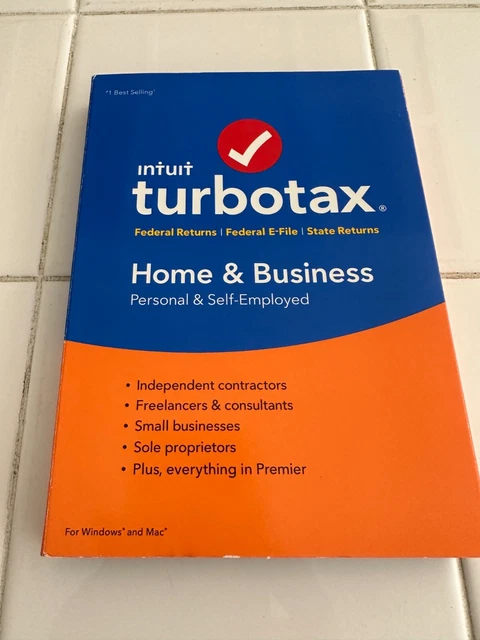 #1 Best Selling†
intuit
turbotax®
Federal Returns | Federal E-File | State Returns
Home & Business
Personal & Self-Employed
• Independent contractors
• Freelancers & consultants
• Small businesses
• Sole proprietors
• Plus, everything in Premier
For Windows® and Mac®